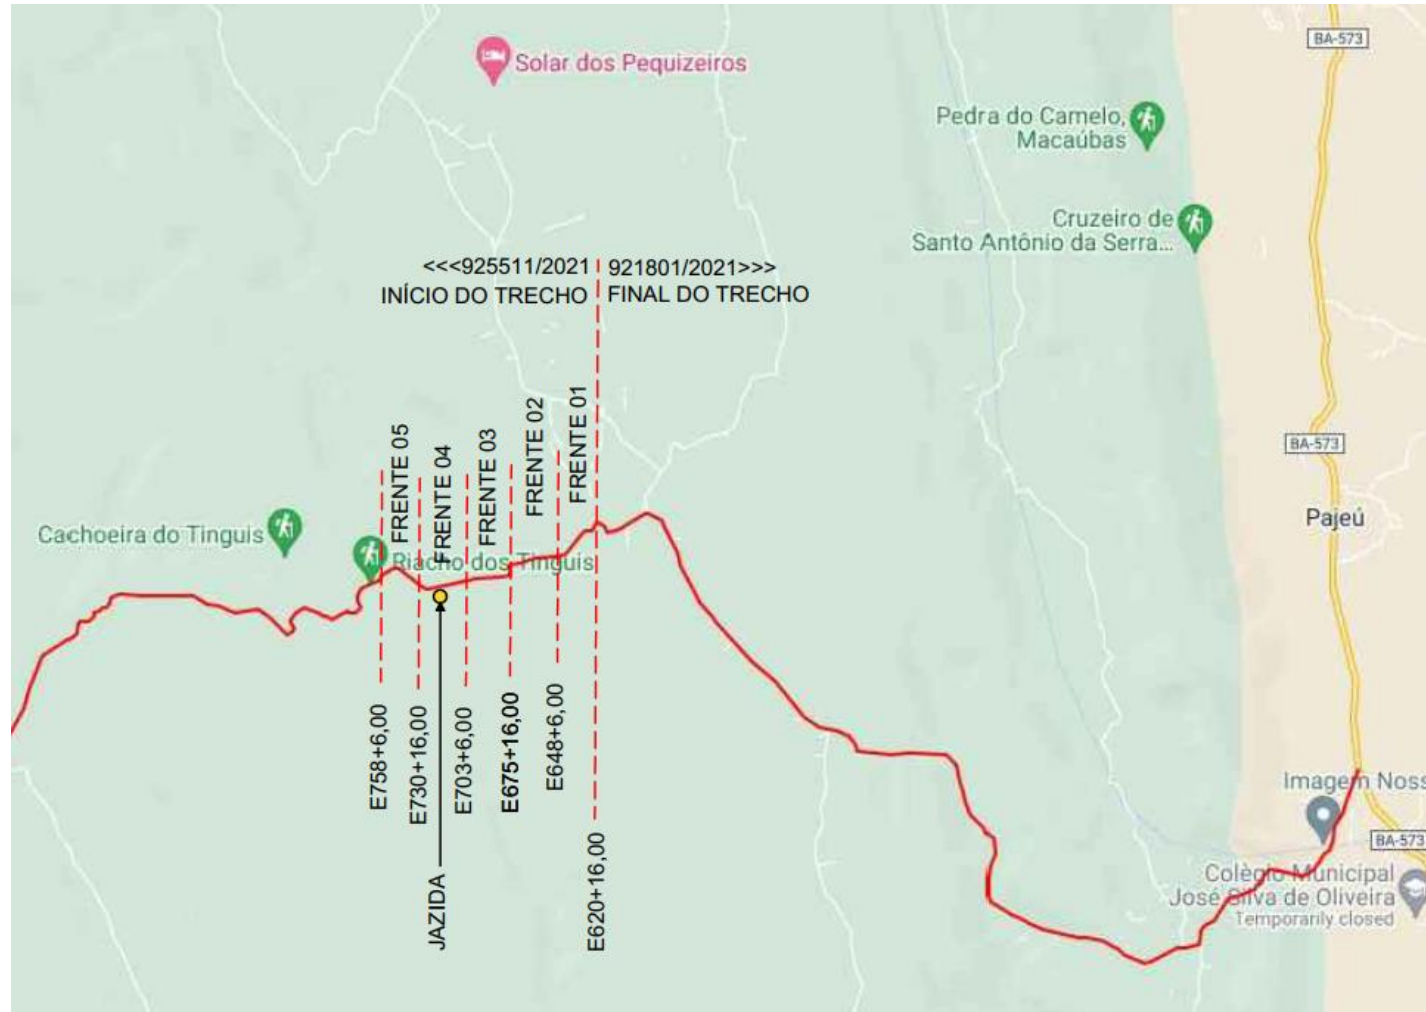 BA-573
Solar dos Pequizeiros
Pedra do Camelo,
Macaúbas
Cruzeiro de
Santo Antônio da Serra...
<<<925511/2021
921801/2021>>>
INÍCIO DO TRECHO
FINAL DO TRECHO
FRENTE 05
FRENTE 04
FRENTE 03
FRENTE 02
FRENTE 01
BA-573
Pajeú
Cachoeira do Tinguis
Riacho dos Tinguis
E758+6,00
E730+16,00
E703+6,00
E675+16,00
E648+6,00
E620+16,00
JAZIDA
Imagem Noss
BA-573
Colègio Municipal
José Silva de Oliveira
Temporarily closed